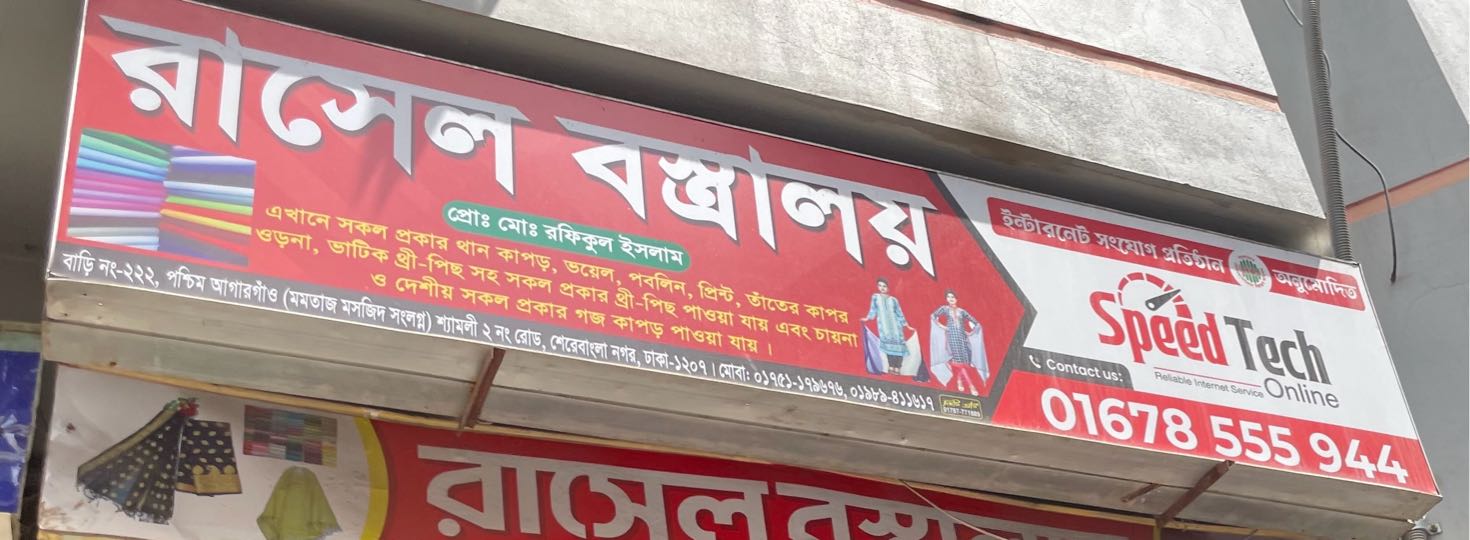 রাসেল বস্ত্রালয়
প্রোঃ মোঃ রফিকুল ইসলাম
এখানে সকল প্রকার থান কাপড়, ভয়েল, পবলিন, প্রিন্ট, তাঁতের কাপর
ওড়না, ভাটিক থ্রী-পিছ সহ সকল প্রকার থ্রী-পিছ পাওয়া যায় এবং চায়না
ও দেশীয় সকল প্রকার গজ কাপড় পাওয়া যায় ।
বাড়ি নং-২২২, পশ্চিম আগারগাঁও (মমতাজ মসজিদ সংলগ্ন) শ্যামলী ২ নং রোড, শেরেবাংলা নগর, ঢাকা-১২০৭ । মোবা: ০১৭৫১-১৭৯৬৭৬, ০১৯৮৯-৪১১৬১৭
ইন্টারনেট সংযোগ প্রতিষ্ঠান অনুমোদিত
Speed Tech
Reliable Internet Service Online
Contact us:
01678 555 944
রাসেল